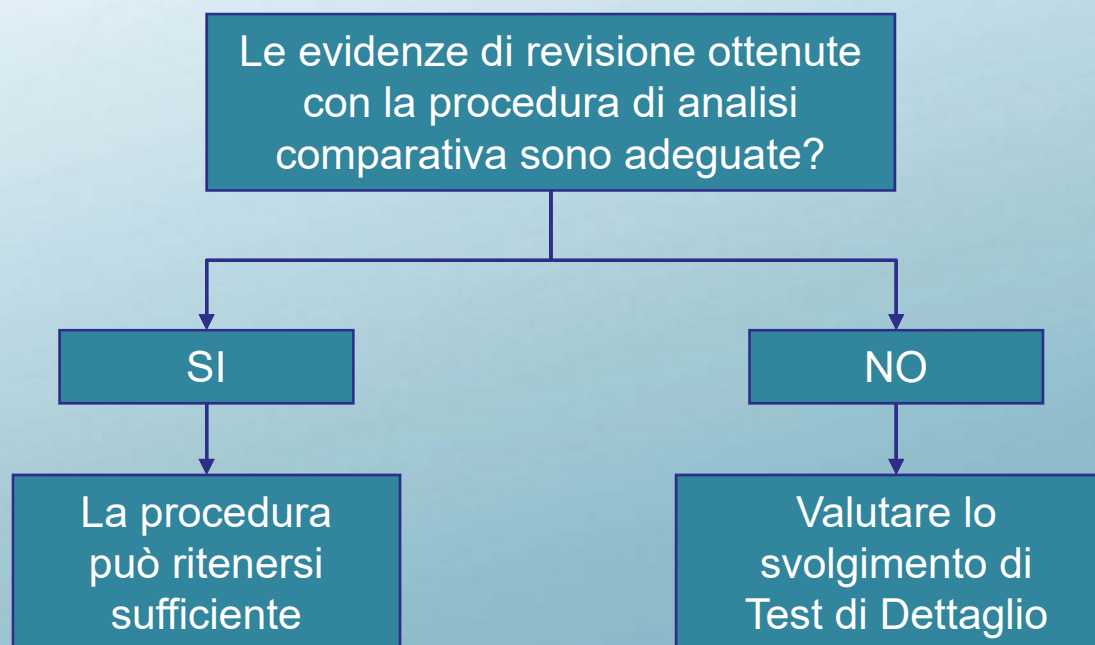 Le evidenze di revisione ottenute
con la procedura di analisi
comparativa sono adeguate?
SI
NO
La procedura
può ritenersi
sufficiente
Valutare lo
svolgimento di
Test di Dettaglio